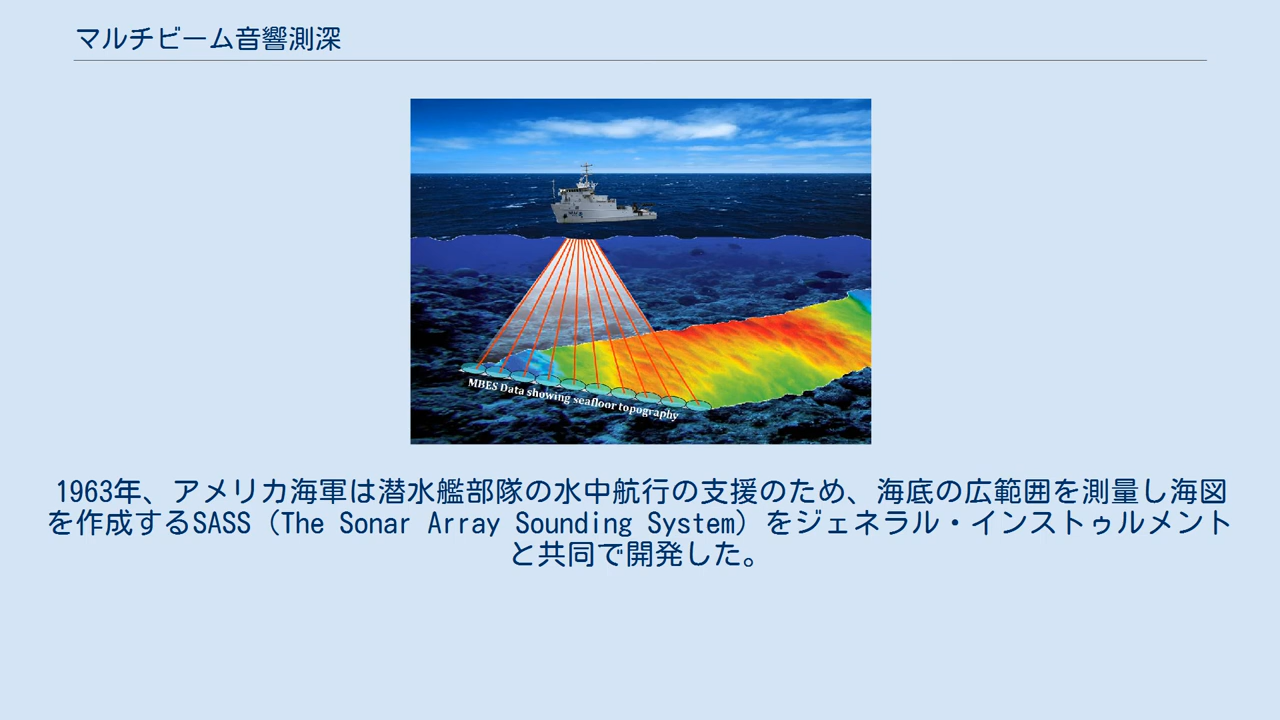 マルチビーム音響測深
MBES Data showing seafloor topography
1963年、アメリカ海軍は潜水艦部隊の水中航行の支援のため、海底の広範囲を測量し海図
を作成するSASS（The Sonar Array Sounding System）をジェネラル・インストゥルメント
と共同で開発した。